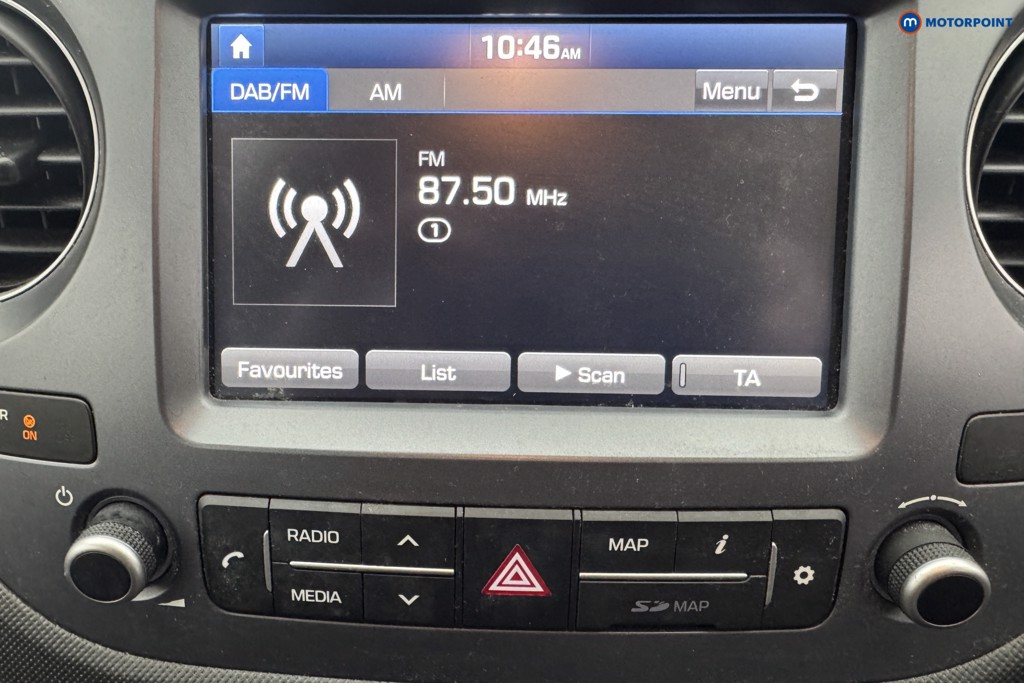 MOTORPOINT
10:46AM
DAB/FM AM Menu
FM
87.50 MHz
1
Favourites List Scan TA
R
ON
RADIO MAP i
MEDIA SD MAP